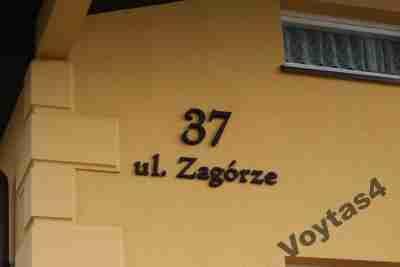 37
ul. Zagórze
Voytas4